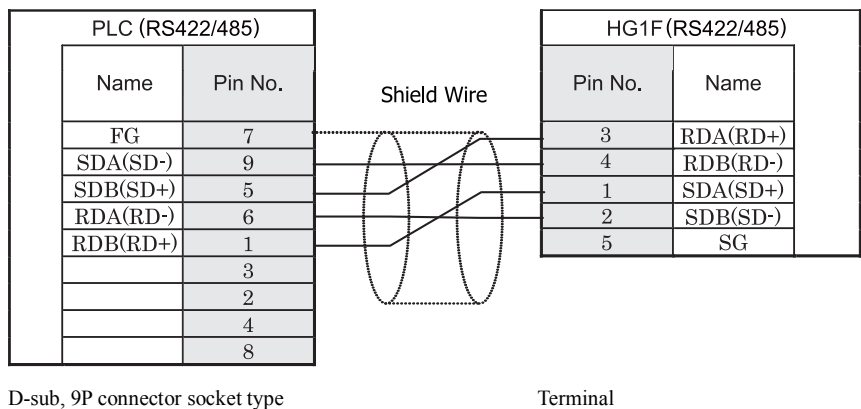 PLC (RS422/485)
Name Pin No.
FG 7
SDA(SD-) 9
SDB(SD+) 5
RDA(RD-) 6
RDB(RD+) 1
3
2
4
8
Shield Wire
HG1F(RS422/485)
Pin No. Name
3 RDA(RD+)
4 RDB(RD-)
1 SDA(SD+)
2 SDB(SD-)
5 SG
D-sub, 9P connector socket type
Terminal